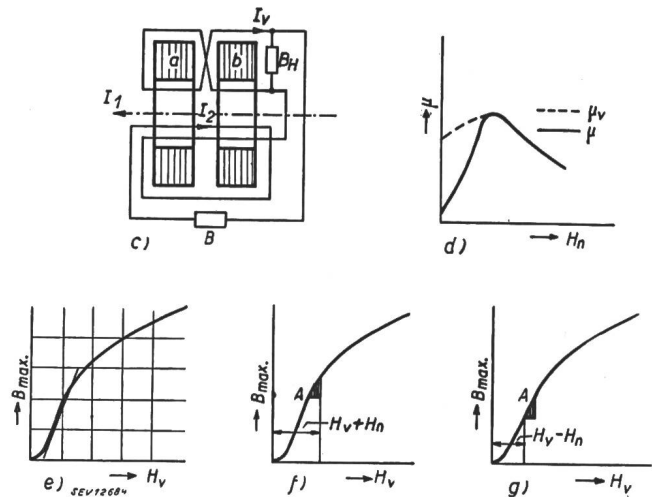 I_v
a
b
B_H
I_1
I_2
c)
B
μ
μ_v
μ
H_n
d)
B_max.
H_v
e)
SEV12684
B_max.
A
H_v+H_n
H_v
f)
B_max.
A
H_v-H_n
H_v
g)